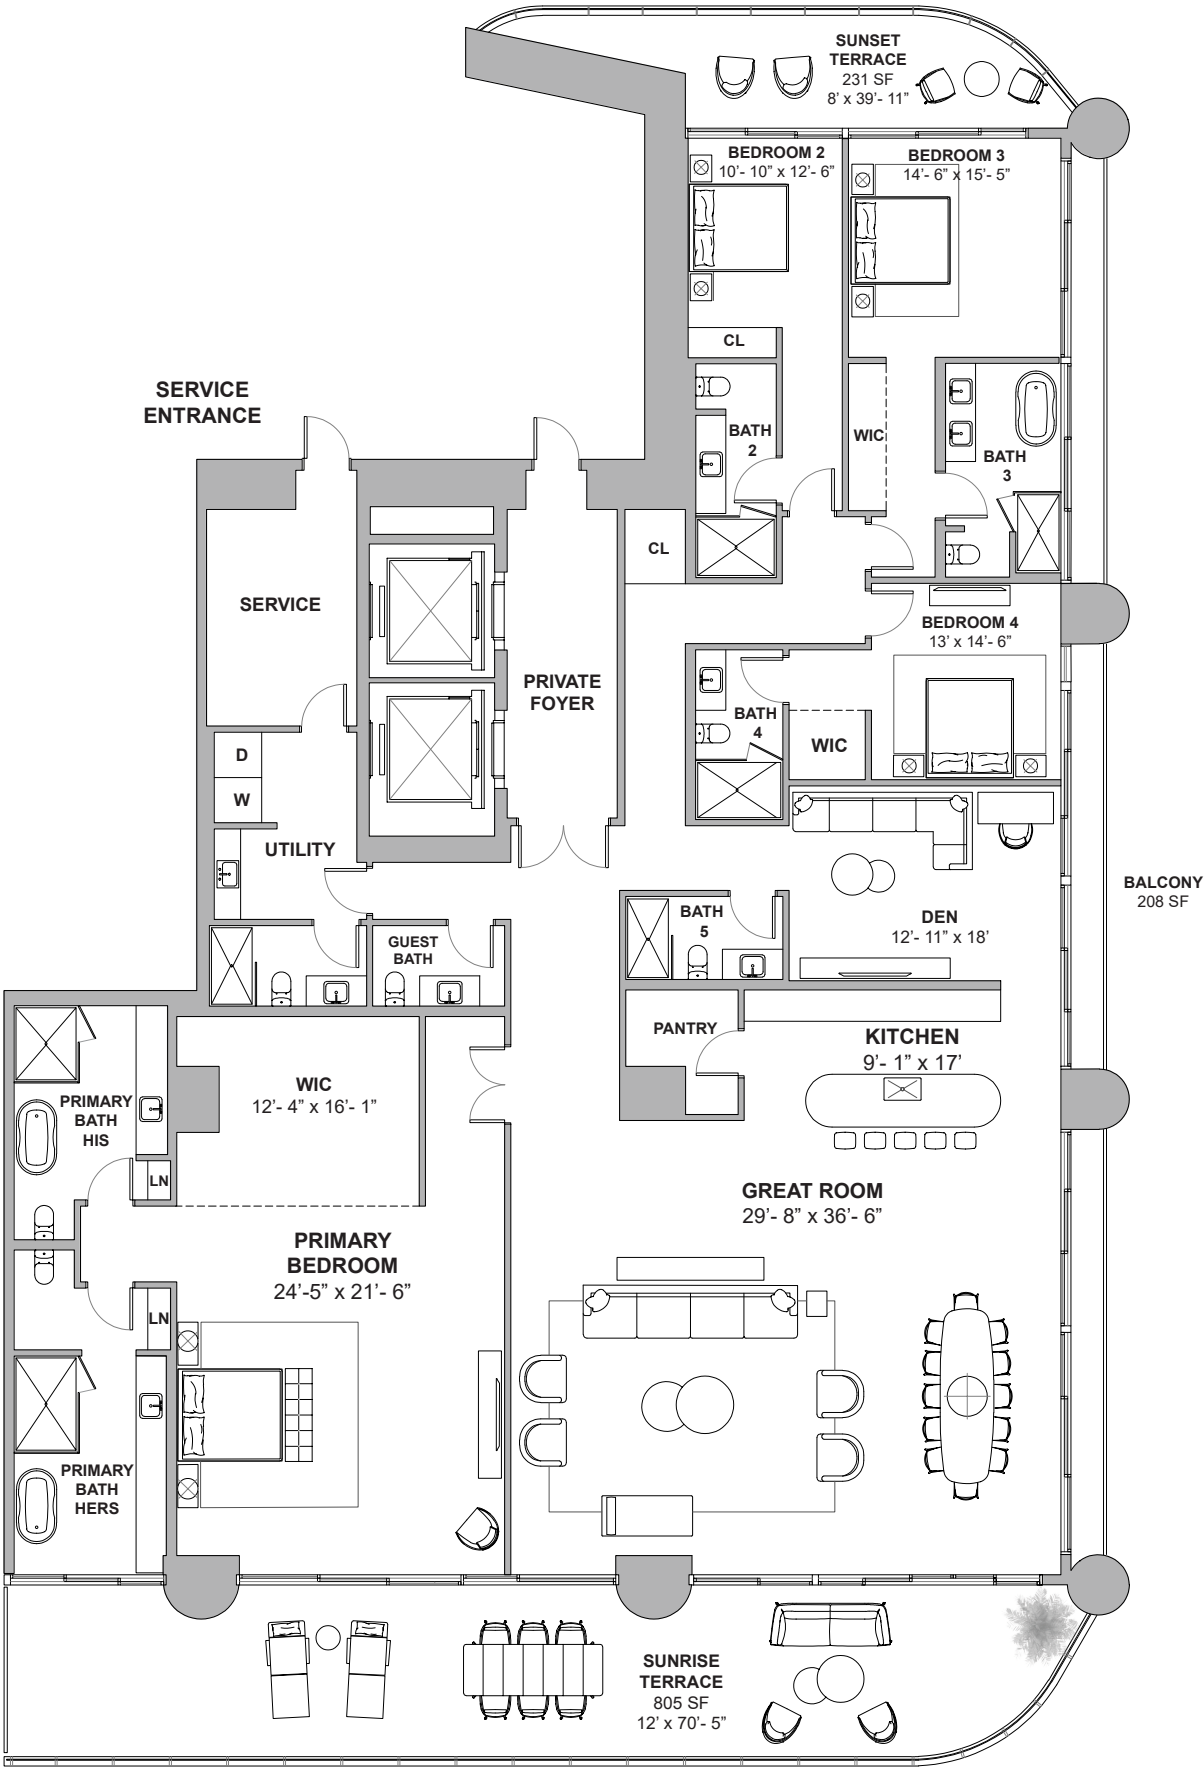 SUNSET
TERRACE
231 SF
8' x 39'- 11"
BEDROOM 2
10'- 10" x 12'- 6"
BEDROOM 3
14'- 6" x 15'- 5"
CL
SERVICE
ENTRANCE
BATH
2
WIC
BATH
3
CL
SERVICE
BEDROOM 4
13' x 14'- 6"
PRIVATE
FOYER
BATH
4
WIC
D
W
UTILITY
BALCONY
208 SF
BATH
5
DEN
12'- 11" x 18'
GUEST
BATH
PANTRY
KITCHEN
9'- 1" x 17'
WIC
12'- 4" x 16'- 1"
PRIMARY
BATH
HIS
LN
GREAT ROOM
29'- 8" x 36'- 6"
PRIMARY
BEDROOM
24'-5" x 21'- 6"
LN
PRIMARY
BATH
HERS
SUNRISE
TERRACE
805 SF
12' x 70'- 5"